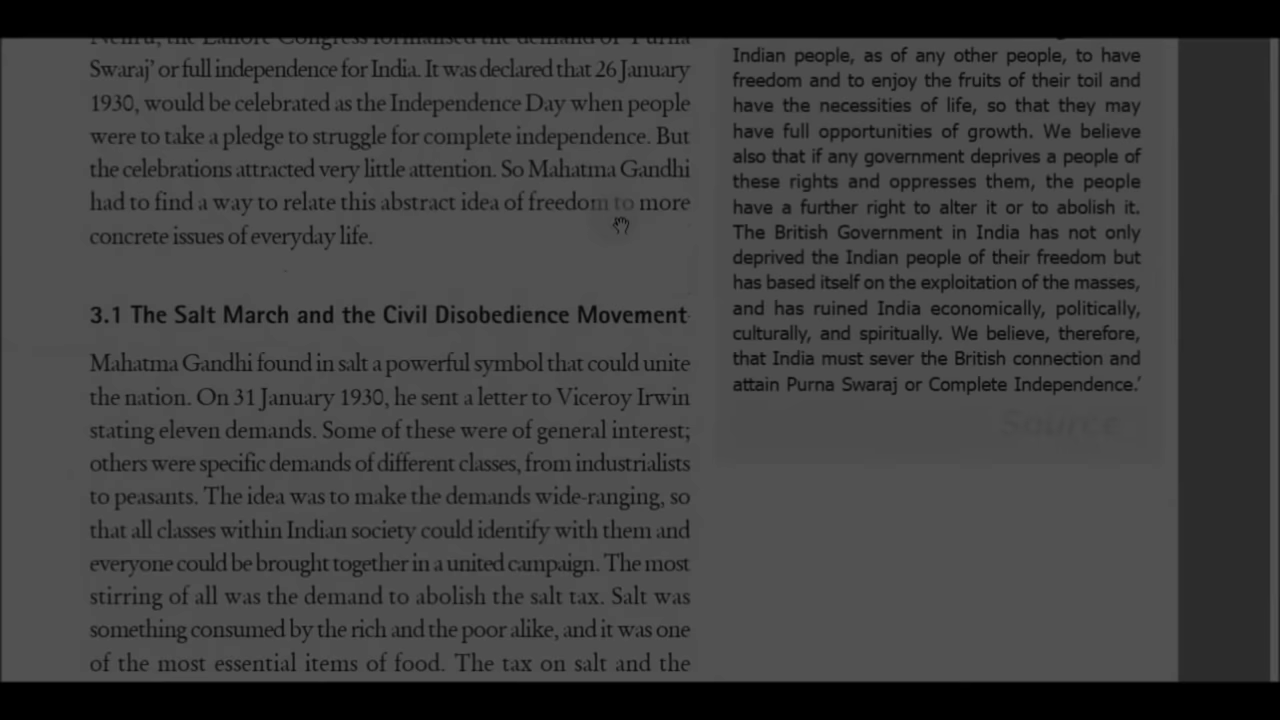 Nehru, the Lahore Congress formalised the demand of 'Purna
Swaraj' or full independence for India. It was declared that 26 January
1930, would be celebrated as the Independence Day when people
were to take a pledge to struggle for complete independence. But
the celebrations attracted very little attention. So Mahatma Gandhi
had to find a way to relate this abstract idea of freedom to more
concrete issues of everyday life.
3.1 The Salt March and the Civil Disobedience Movement
Mahatma Gandhi found in salt a powerful symbol that could unite
the nation. On 31 January 1930, he sent a letter to Viceroy Irwin
stating eleven demands. Some of these were of general interest;
others were specific demands of different classes, from industrialists
to peasants. The idea was to make the demands wide-ranging, so
that all classes within Indian society could identify with them and
everyone could be brought together in a united campaign. The most
stirring of all was the demand to abolish the salt tax. Salt was
something consumed by the rich and the poor alike, and it was one
of the most essential items of food. The tax on salt and the
Indian people, as of any other people, to have
freedom and to enjoy the fruits of their toil and
have the necessities of life, so that they may
have full opportunities of growth. We believe
also that if any government deprives a people of
these rights and oppresses them, the people
have a further right to alter it or to abolish it.
The British Government in India has not only
deprived the Indian people of their freedom but
has based itself on the exploitation of the masses,
and has ruined India economically, politically,
culturally, and spiritually. We believe, therefore,
that India must sever the British connection and
attain Purna Swaraj or Complete Independence.'
Source